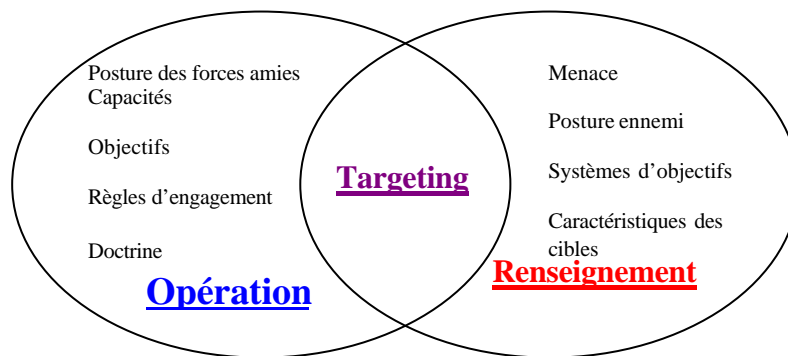 Posture des forces amies
Capacités
Objectifs
Règles d'engagement
Doctrine
Opération
Targeting
Menace
Posture ennemi
Systèmes d'objectifs
Caractéristiques des
cibles
Renseignement